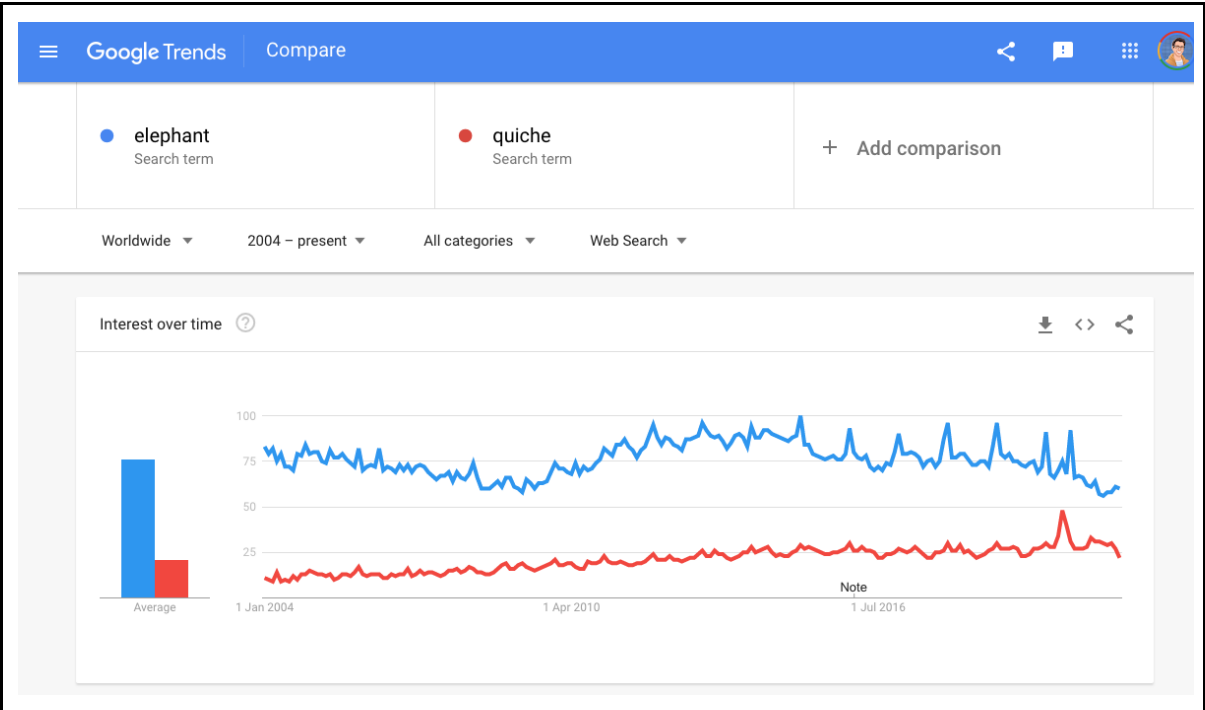 Google Trends Compare
elephant
Search term
quiche
Search term
+ Add comparison
Worldwide 2004 – present All categories Web Search
Interest over time ?
100
75
50
25
Note
Average
1 Jan 2004 1 Apr 2010 1 Jul 2016